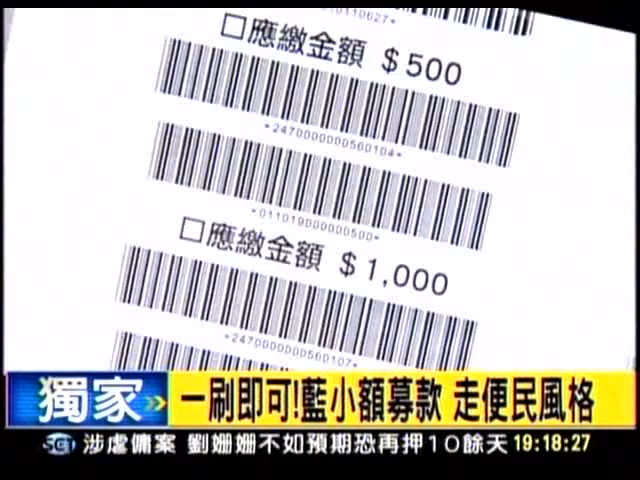 0110627*
□應繳金額 $500
*2470000000560104*
*011019000000500*
□應繳金額 $1,000
*2470000000560107*
獨家 一刷即可!藍小額募款 走便民風格
SET 涉虐傭案 劉姍姍不如預期恐再押10餘天 19:18:27